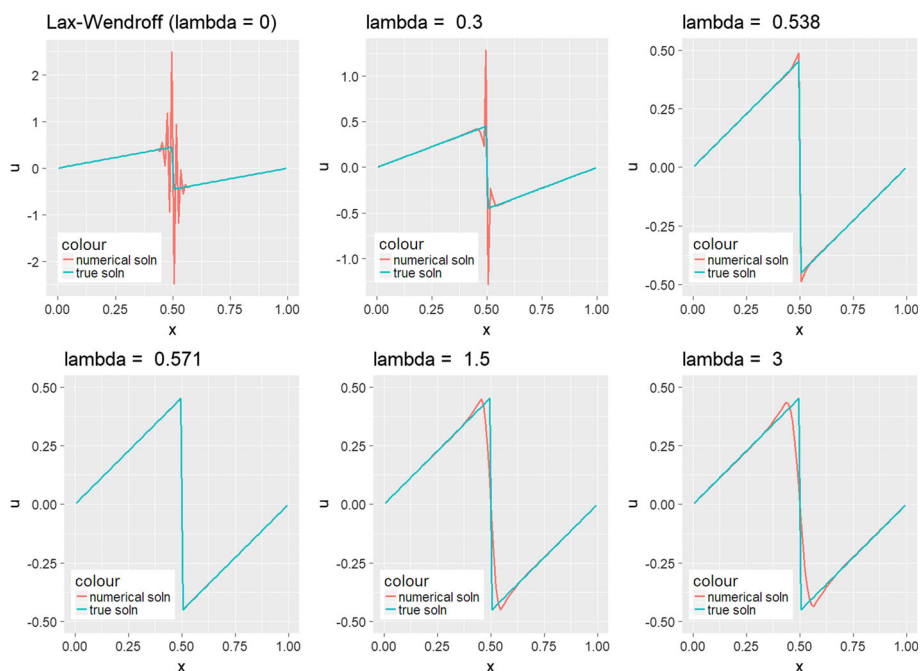 Lax-Wendroff (lambda = 0)
2
1
0
-1
-2
u
colour
numerical soln
true soln
0.00 0.25 0.50 0.75 1.00
x
lambda = 0.3
1.0
0.5
0.0
-0.5
-1.0
u
colour
numerical soln
true soln
0.00 0.25 0.50 0.75 1.00
x
lambda = 0.538
0.50
0.25
0.00
-0.25
-0.50
u
colour
numerical soln
true soln
0.00 0.25 0.50 0.75 1.00
x
lambda = 0.571
0.50
0.25
0.00
-0.25
-0.50
u
colour
numerical soln
true soln
0.00 0.25 0.50 0.75 1.00
x
lambda = 1.5
0.50
0.25
0.00
-0.25
-0.50
u
colour
numerical soln
true soln
0.00 0.25 0.50 0.75 1.00
x
lambda = 3
0.50
0.25
0.00
-0.25
-0.50
u
colour
numerical soln
true soln
0.00 0.25 0.50 0.75 1.00
x